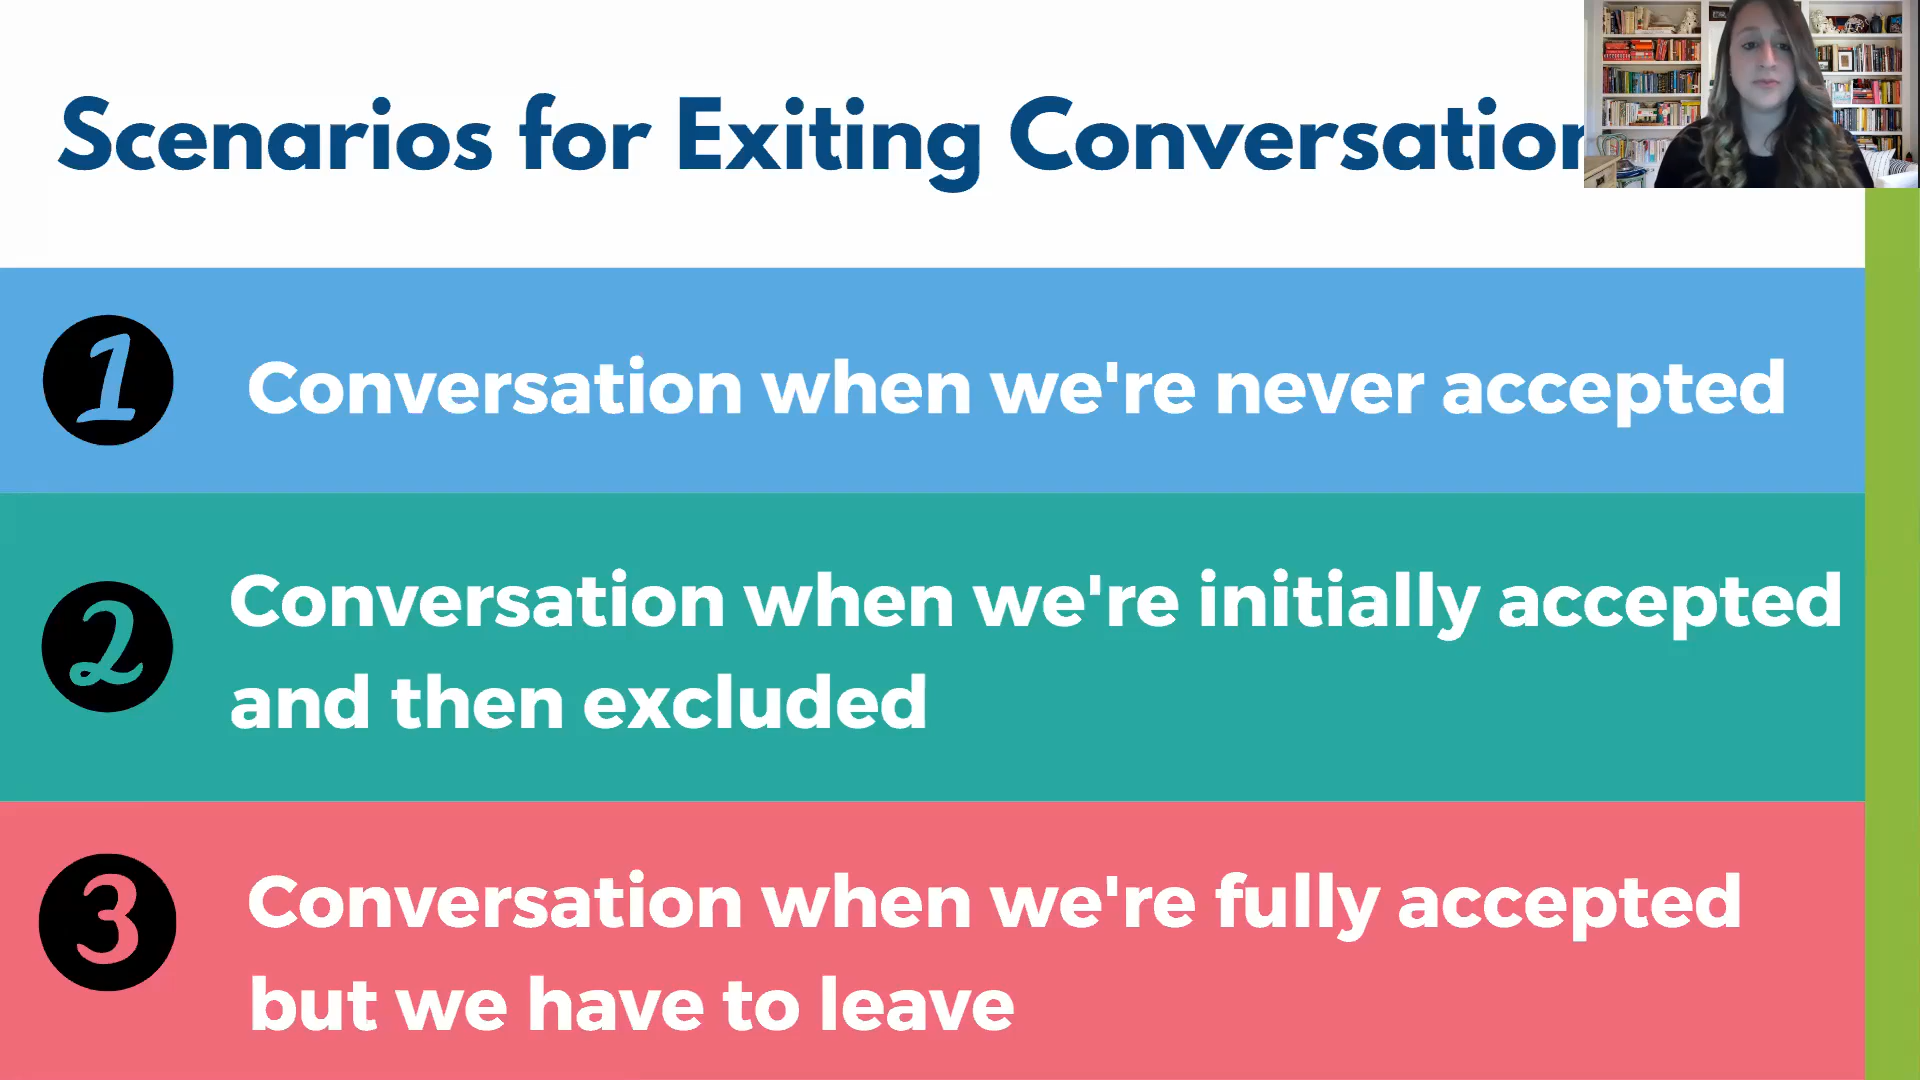 Scenarios for Exiting Conversation
1
Conversation when we're never accepted
2
Conversation when we're initially accepted
and then excluded
3
Conversation when we're fully accepted
but we have to leave